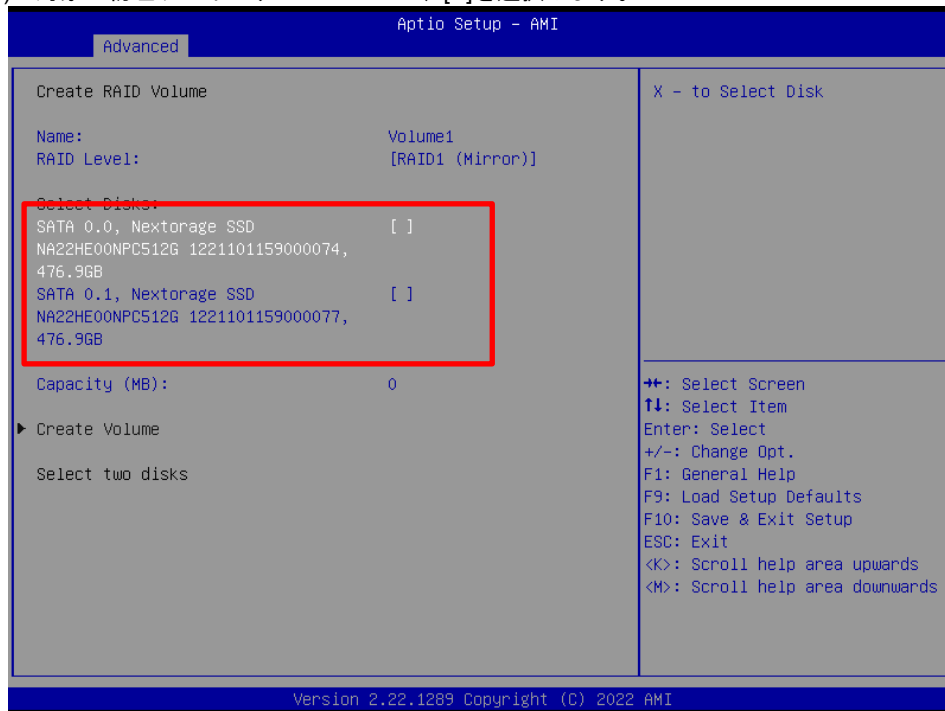 Aptio Setup – AMI
Advanced
Create RAID Volume
X – to Select Disk
Name: Volume1
RAID Level: [RAID1 (Mirror)]
Select Disks:
SATA 0.0, Nextorage SSD [ ]
NA22HE00NPC512G 1221101159000074,
476.9GB
SATA 0.1, Nextorage SSD [ ]
NA22HE00NPC512G 1221101159000077,
476.9GB
Capacity (MB): 0
▶ Create Volume
Select two disks
→←: Select Screen
↑↓: Select Item
Enter: Select
+/-: Change Opt.
F1: General Help
F9: Load Setup Defaults
F10: Save & Exit Setup
ESC: Exit
<K>: Scroll help area upwards
<M>: Scroll help area downwards
Version 2.22.1289 Copyright (C) 2022 AMI